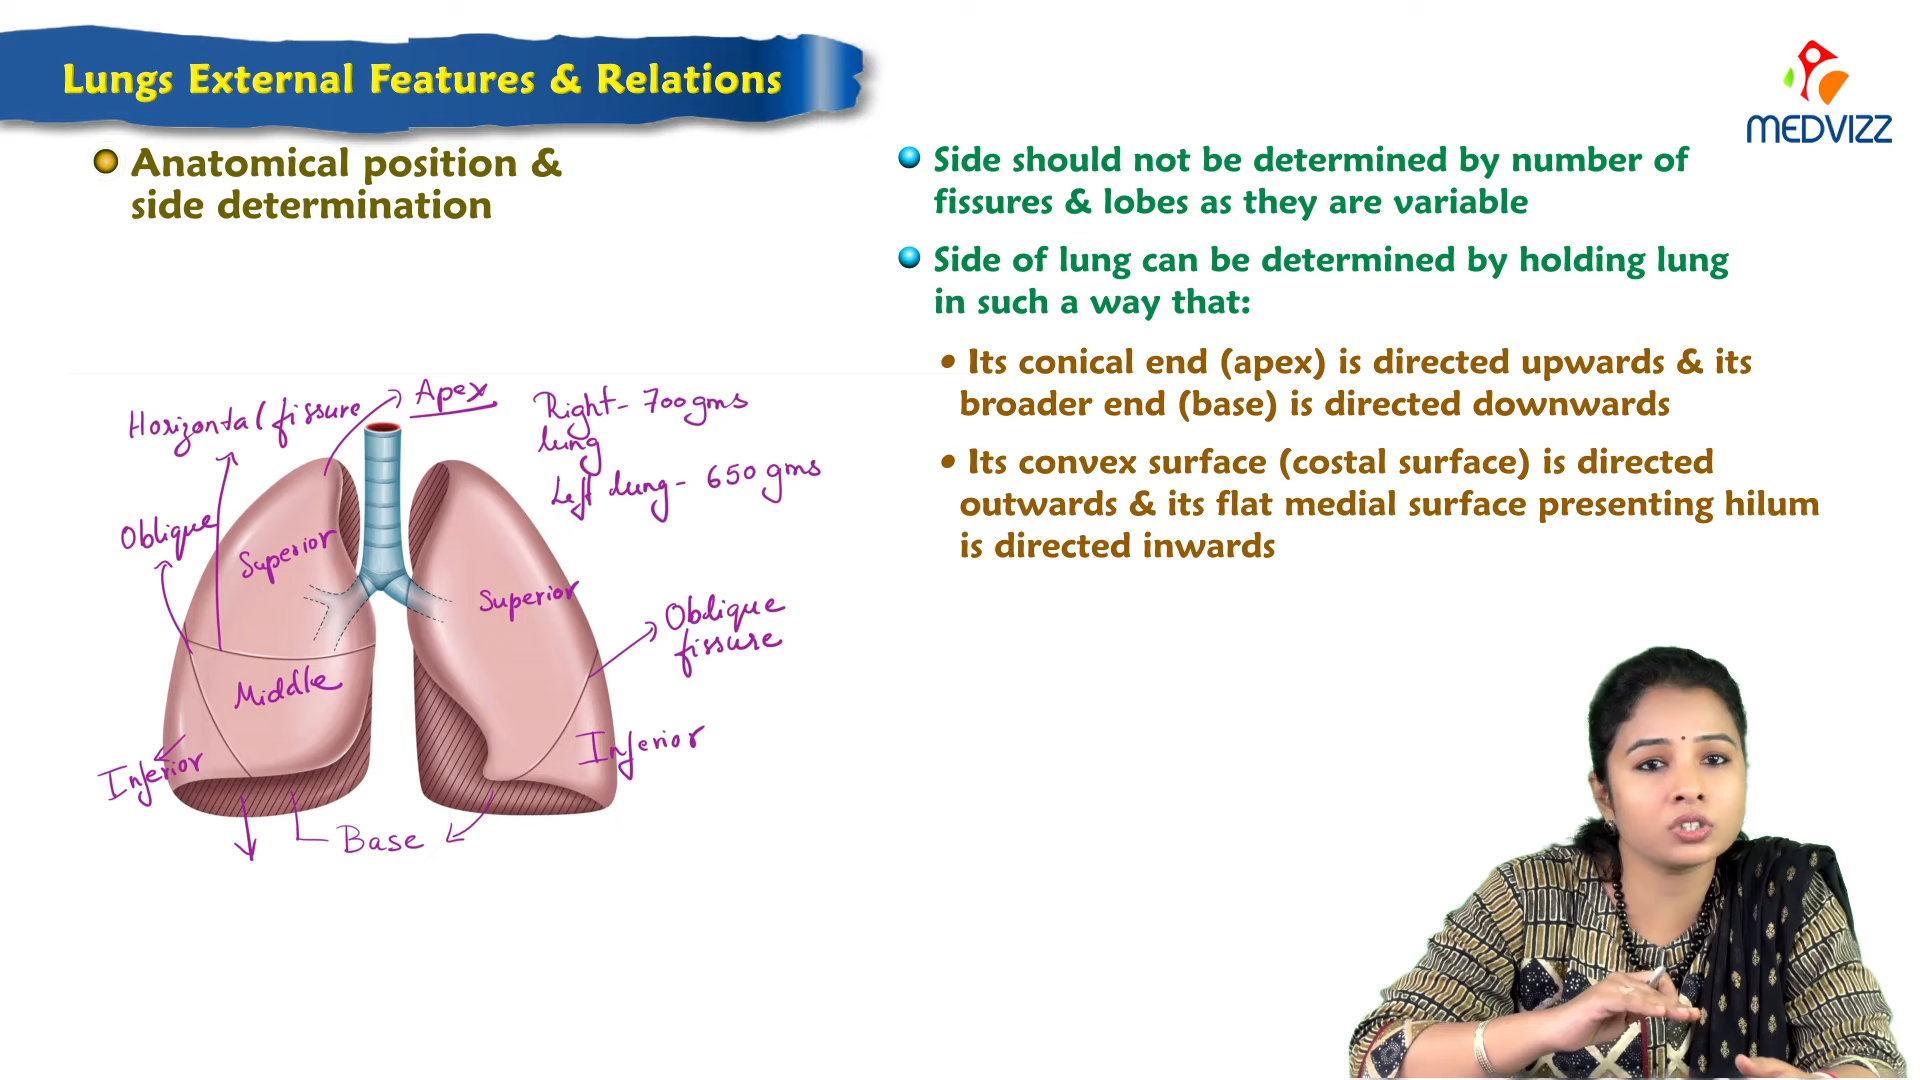 Lungs External Features & Relations
MEDVIZZ
Anatomical position &
side determination
Side should not be determined by number of
fissures & lobes as they are variable
Side of lung can be determined by holding lung
in such a way that:
• Its conical end (apex) is directed upwards & its
broader end (base) is directed downwards
• Its convex surface (costal surface) is directed
outwards & its flat medial surface presenting hilum
is directed inwards
Horizontal fissure
Apex
Right - 700 gms
lung
Left lung - 650 gms
Oblique
Superior
Superior
Oblique
fissure
Middle
Inferior
Inferior
Base